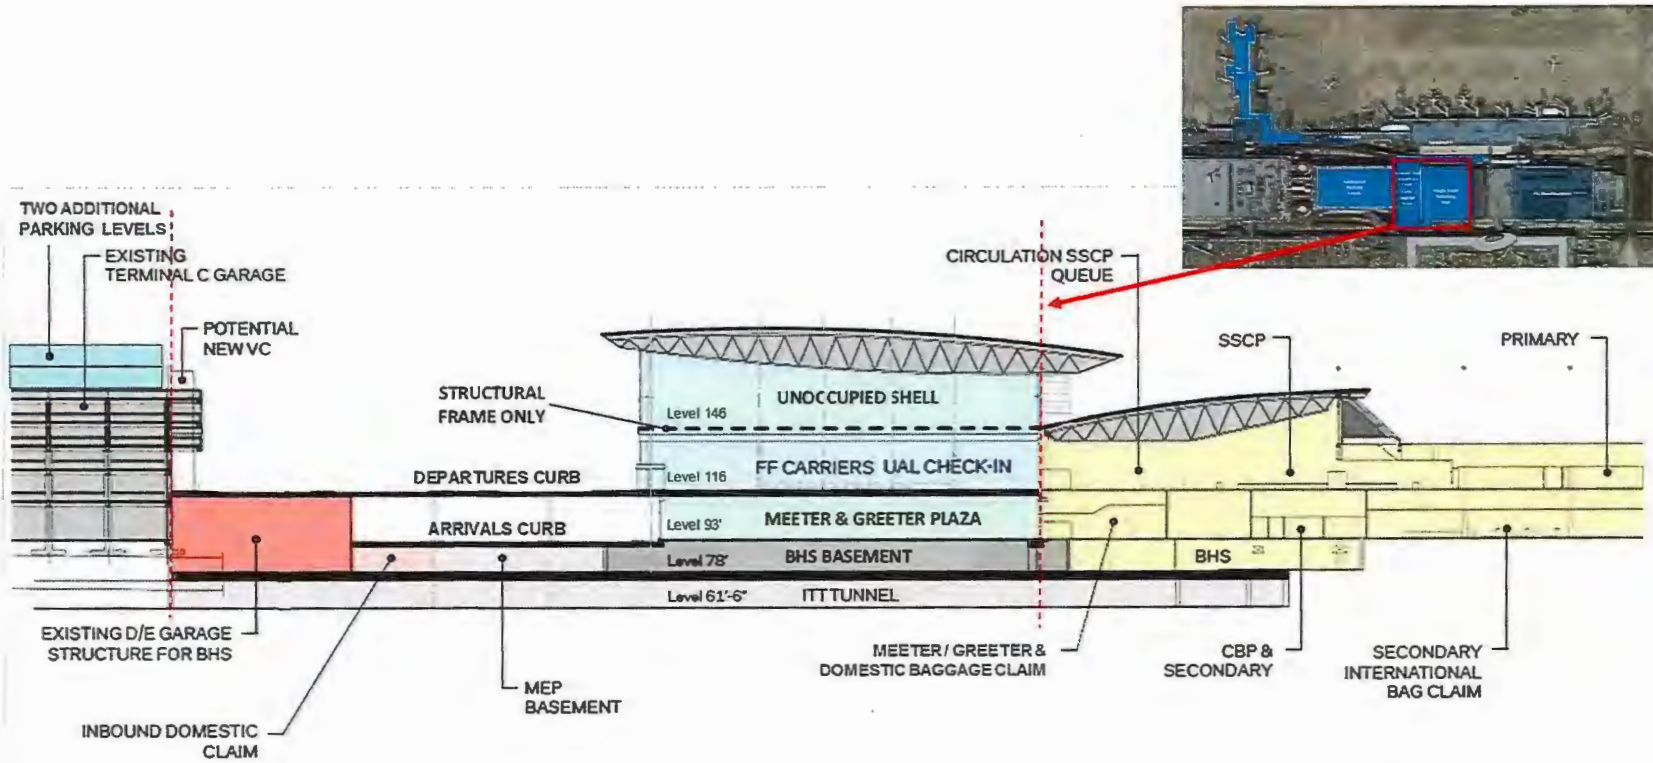 TWO ADDITIONAL
PARKING LEVELS
EXISTING
TERMINAL C GARAGE
POTENTIAL
NEW VC
STRUCTURAL
FRAME ONLY
CIRCULATION SSCP
QUEUE
SSCP
PRIMARY
UNOCCUPIED SHELL
Level 146
FF CARRIERS UAL CHECK-IN
Level 116
DEPARTURES CURB
ARRIVALS CURB
Level 93'
MEETER & GREETER PLAZA
Level 78'
BHS BASEMENT
BHS
Level 61'-6"
ITT TUNNEL
EXISTING D/E GARAGE
STRUCTURE FOR BHS
INBOUND DOMESTIC
CLAIM
MEP
BASEMENT
MEETER / GREETER &
DOMESTIC BAGGAGE CLAIM
CBP &
SECONDARY
SECONDARY
INTERNATIONAL
BAG CLAIM